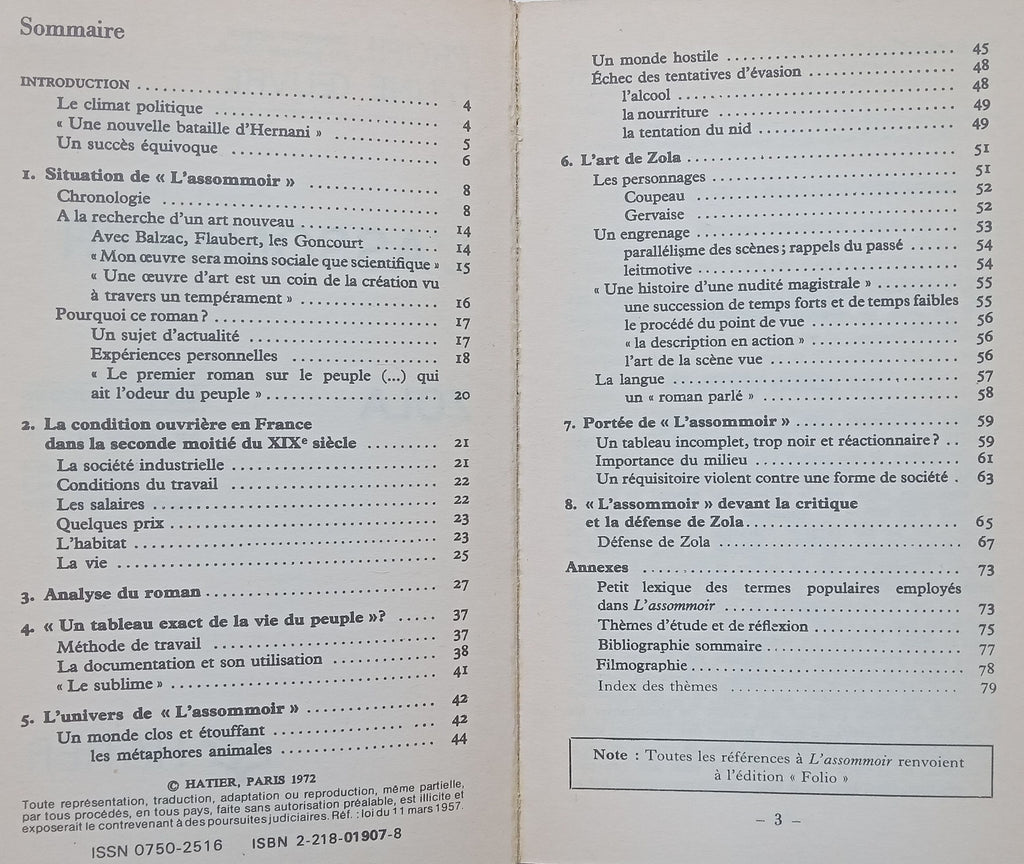 Sommaire
INTRODUCTION ........ 4
Le climat politique ........ 4
« Une nouvelle bataille d'Hernani » ........ 5
Un succès équivoque ........ 6
1. Situation de « L'assommoir » ........ 8
Chronologie ........ 8
A la recherche d'un art nouveau ........ 14
Avec Balzac, Flaubert, les Goncourt ........ 14
« Mon œuvre sera moins sociale que scientifique » 15
« Une œuvre d'art est un coin de la création vu
à travers un tempérament » ........ 16
Pourquoi ce roman ? ........ 17
Un sujet d'actualité ........ 17
Expériences personnelles ........ 18
« Le premier roman sur le peuple (...) qui
ait l'odeur du peuple » ........ 20
2. La condition ouvrière en France
dans la seconde moitié du XIXe siècle ........ 21
La société industrielle ........ 21
Conditions du travail ........ 22
Les salaires ........ 22
Quelques prix ........ 23
L'habitat ........ 23
La vie ........ 25
3. Analyse du roman ........ 27
4. « Un tableau exact de la vie du peuple »? ..... 37
Méthode de travail ........ 37
La documentation et son utilisation ........ 38
« Le sublime » ........ 41
5. L'univers de « L'assommoir » ........ 42
Un monde clos et étouffant ........ 42
les métaphores animales ........ 44
© HATIER, PARIS 1972
Toute représentation, traduction, adaptation ou reproduction, même partielle,
par tous procédés, en tous pays, faite sans autorisation préalable, est illicite et
exposerait le contrevenant à des poursuites judiciaires. Réf. : loi du 11 mars 1957.
ISSN 0750-2516 ISBN 2-218-01907-8
Un monde hostile ........ 45
Échec des tentatives d'évasion ........ 48
l'alcool ........ 48
la nourriture ........ 49
la tentation du nid ........ 49
6. L'art de Zola ........ 51
Les personnages ........ 51
Coupeau ........ 52
Gervaise ........ 52
Un engrenage ........ 53
parallélisme des scènes; rappels du passé ...... 54
leitmotive ........ 54
« Une histoire d'une nudité magistrale » ........ 55
une succession de temps forts et de temps faibles 55
le procédé du point de vue ........ 56
« la description en action » ........ 56
l'art de la scène vue ........ 56
La langue ........ 57
un « roman parlé » ........ 58
7. Portée de « L'assommoir » ........ 59
Un tableau incomplet, trop noir et réactionnaire? .. 59
Importance du milieu ........ 61
Un réquisitoire violent contre une forme de société . 63
8. « L'assommoir » devant la critique
et la défense de Zola ........ 65
Défense de Zola ........ 67
Annexes ........ 73
Petit lexique des termes populaires employés
dans L'assommoir ........ 73
Thèmes d'étude et de réflexion ........ 75
Bibliographie sommaire ........ 77
Filmographie ........ 78
Index des thèmes ........ 79
Note : Toutes les références à L'assommoir renvoient
à l'édition « Folio »
– 3 –